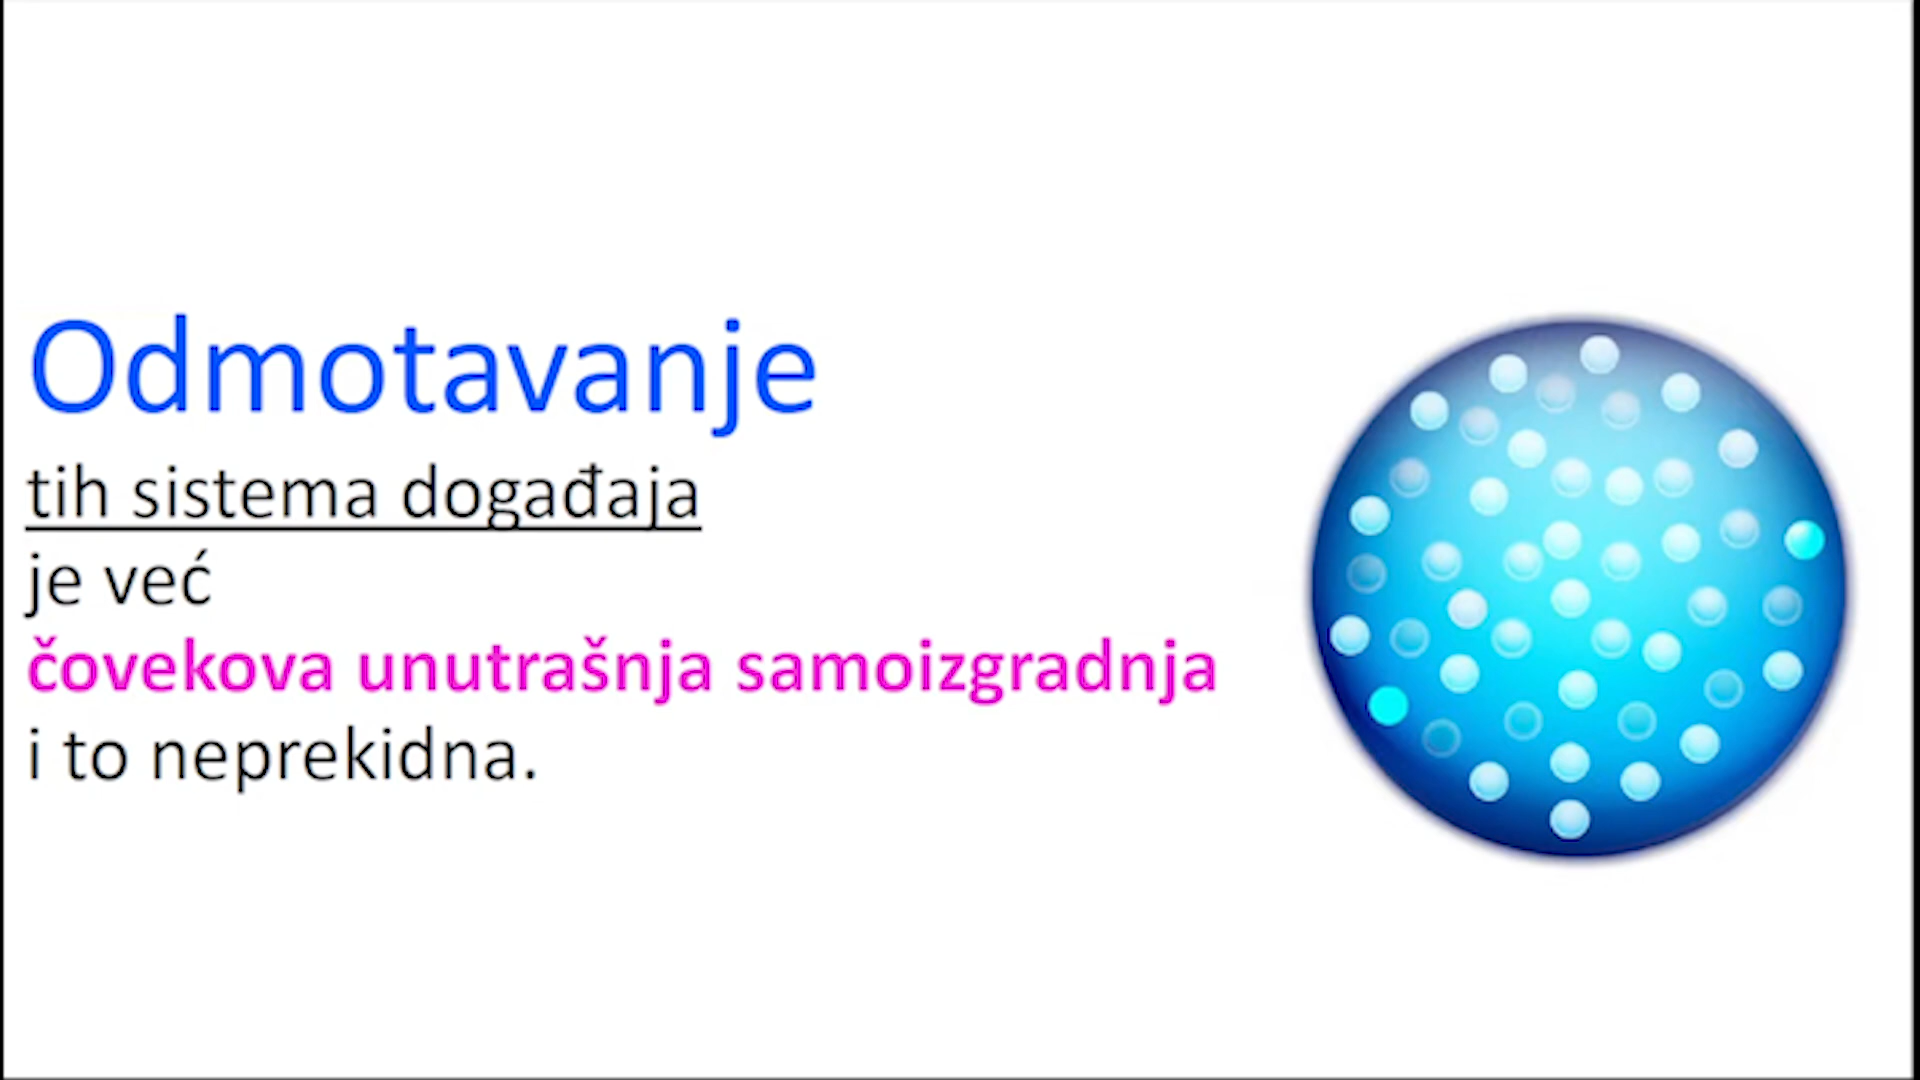 Odmotavanje
tih sistema događaja
je već
čovekova unutrašnja samoizgradnja
i to neprekidna.